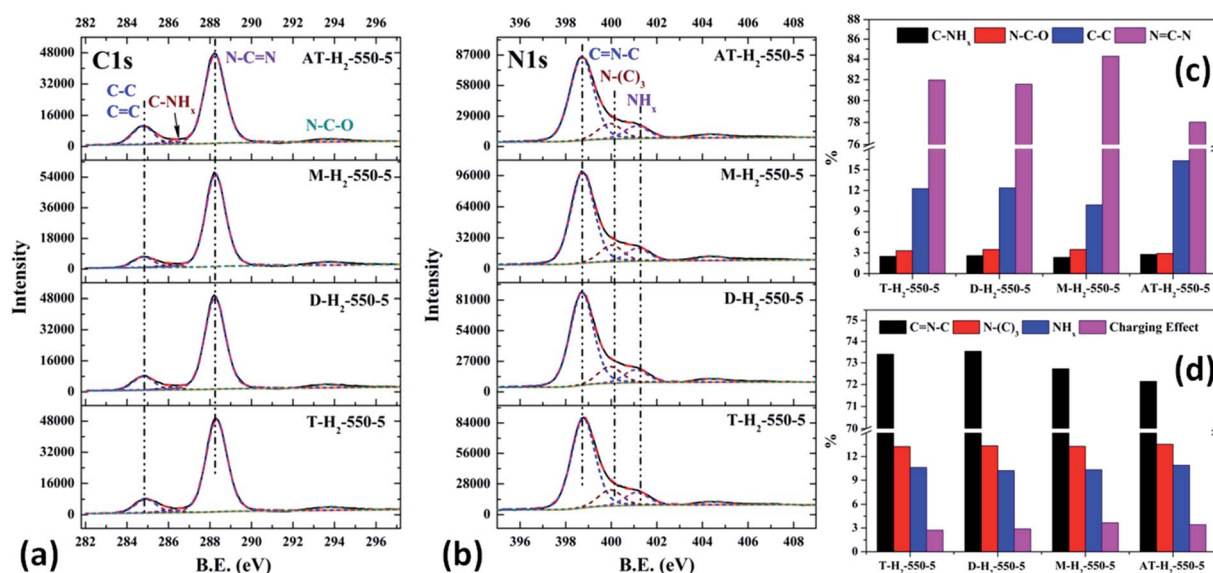 284 286 288 290 292 294 296
C1s
N-C=N
AT-H₂-550-5
C-C
C=C
C-NHₓ
N-C-O
48000
32000
16000
0
M-H₂-550-5
54000
36000
18000
0
D-H₂-550-5
48000
32000
16000
0
T-H₂-550-5
48000
32000
16000
0
Intensity
282 284 286 288 290 292 294 296
B.E. (eV)
(a)
396 398 400 402 404 406 408
N1s
C=N-C
AT-H₂-550-5
N-(C)₃
NHₓ
87000
58000
29000
0
M-H₂-550-5
96000
64000
32000
0
D-H₂-550-5
81000
54000
27000
0
T-H₂-550-5
84000
56000
28000
0
Intensity
396 398 400 402 404 406 408
B.E. (eV)
(b)
C-NHₓ N-C-O C-C N=C-N
(c)
88
86
84
82
80
78
76
15
12
9
6
3
0
%
T-H₂-550-5 D-H₂-550-5 M-H₂-550-5 AT-H₂-550-5
C=N-C N-(C)₃ NHₓ Charging Effect
(d)
75
74
73
72
71
70
12
9
6
3
0
%
T-H₂-550-5 D-H₂-550-5 M-H₂-550-5 AT-H₂-550-5